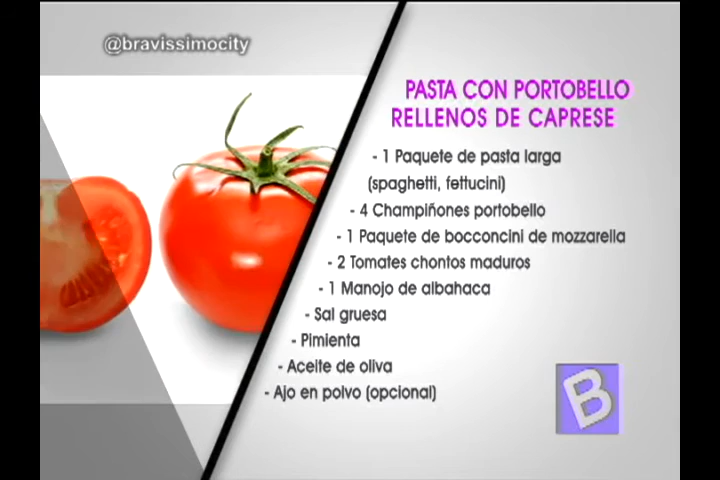 @bravissimocity
PASTA CON PORTOBELLO
RELLENOS DE CAPRESE
- 1 Paquete de pasta larga
(spaghetti, fettucini)
- 4 Champiñones portobello
- 1 Paquete de bocconcini de mozzarella
- 2 Tomates chontos maduros
- 1 Manojo de albahaca
- Sal gruesa
- Pimienta
- Aceite de oliva
- Ajo en polvo (opcional)
B